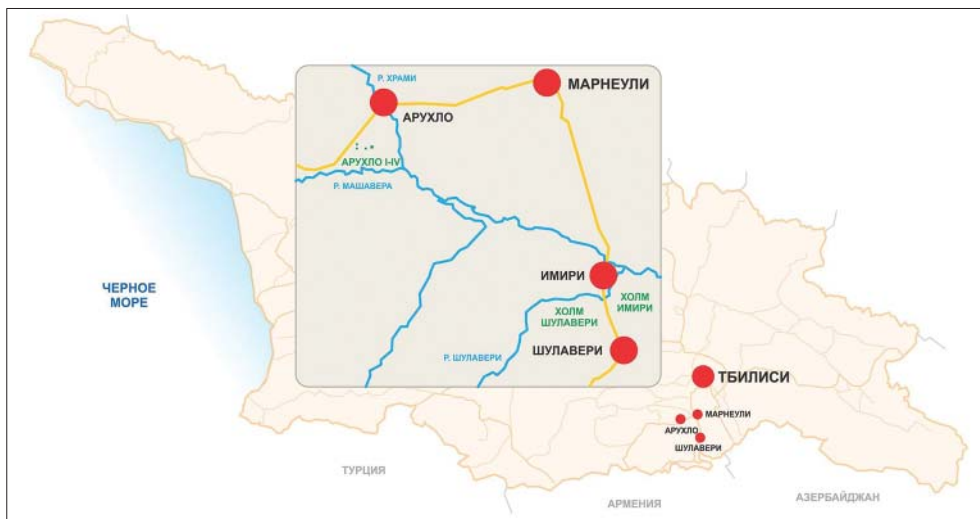 Р. ХРАМИ
МАРНЕУЛИ
АРУХЛО
АРУХЛО I-IV
Р. МАШАВЕРА
ЧЕРНОЕ
МОРЕ
ИМИРИ
ХОЛМ
ИМИРИ
ХОЛМ
ШУЛАВЕРИ
Р. ШУЛАВЕРИ
ШУЛАВЕРИ
ТБИЛИСИ
МАРНЕУЛИ
АРУХЛО
ШУЛАВЕРИ
ТУРЦИЯ
АРМЕНИЯ
АЗЕРБАЙДЖАН